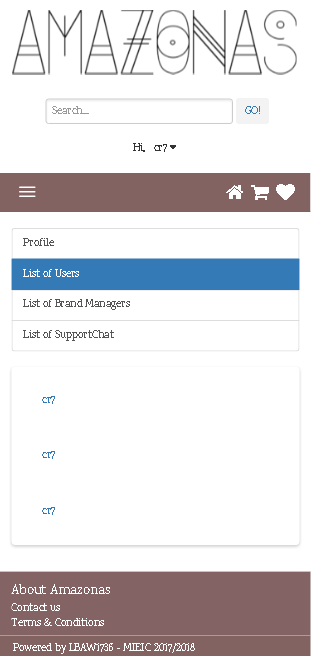 AMAZONAS
Search...
GO!
Hi, cr7
Profile
List of Users
List of Brand Managers
List of SupportChat
cr7
cr7
cr7
About Amazonas
Contact us
Terms & Conditions
Powered by LBAW1736 - MIEIC 2017/2018